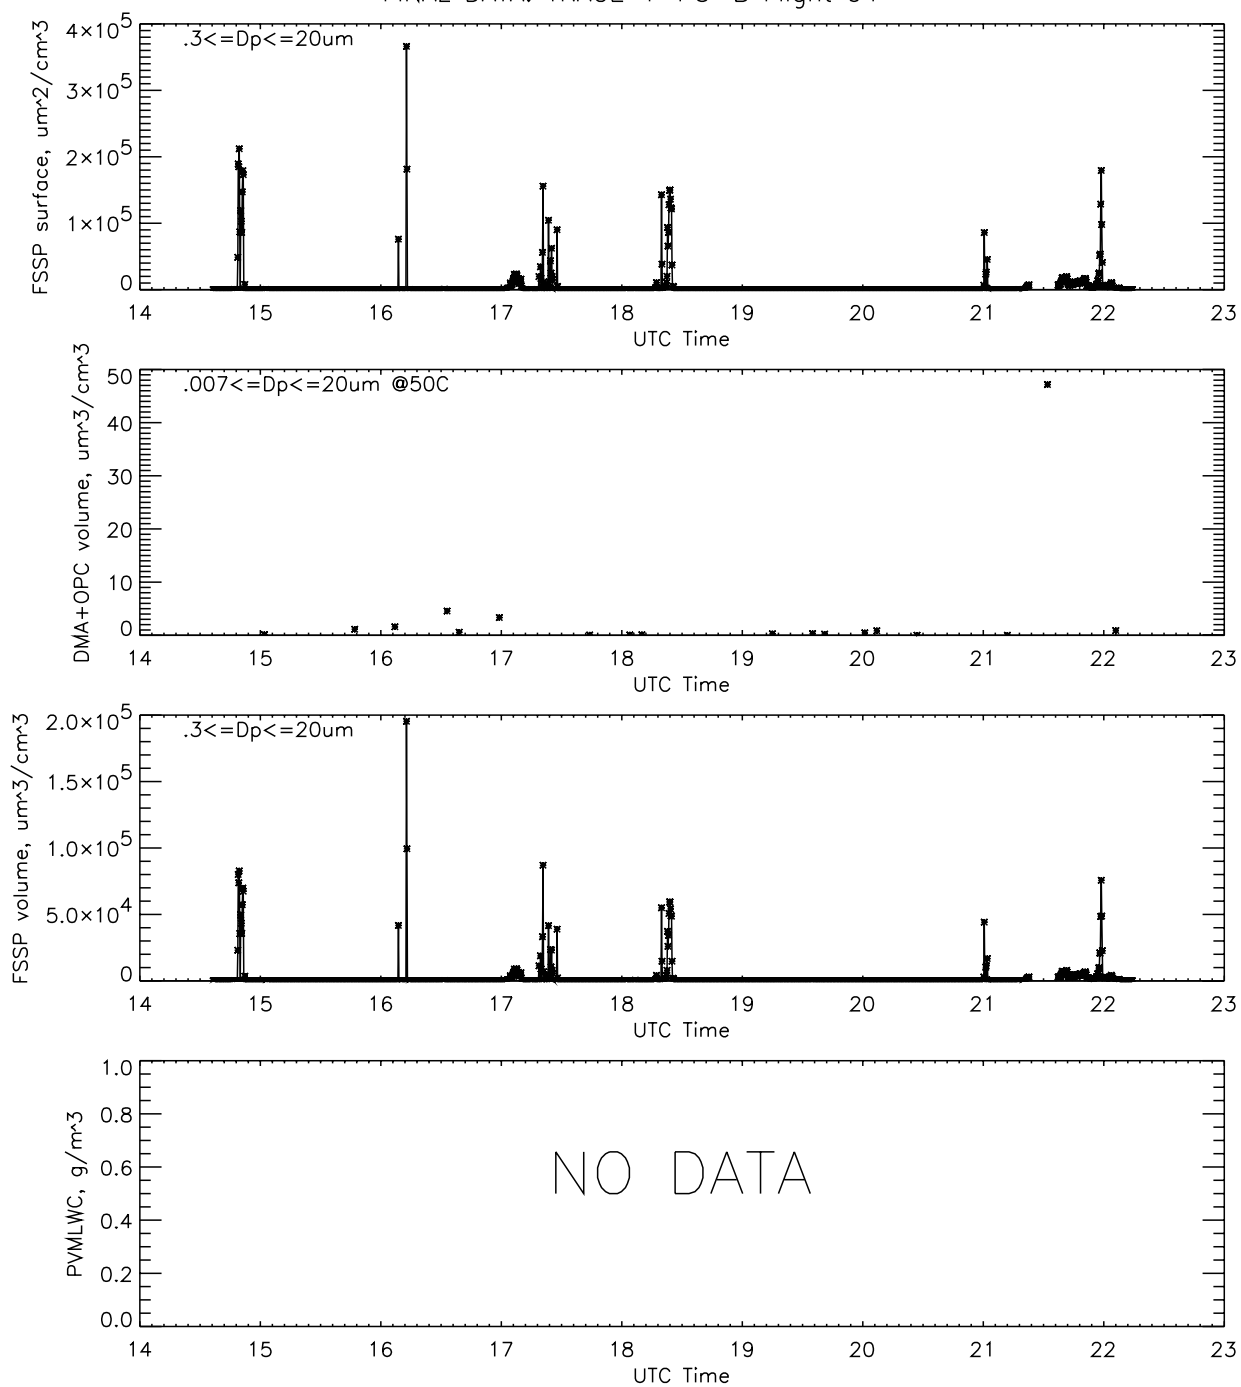 4×10^5
.3<=Dp<=20um
3×10^5
2×10^5
1×10^5
0
FSSP surface, um^2/cm^3
14 15 16 17 18 19 20 21 22 23
UTC Time
50
.007<=Dp<=20um @50C
40
30
20
10
0
DMA+OPC volume, um^3/cm^3
14 15 16 17 18 19 20 21 22 23
UTC Time
2.0×10^5
.3<=Dp<=20um
1.5×10^5
1.0×10^5
5.0×10^4
0
FSSP volume, um^3/cm^3
14 15 16 17 18 19 20 21 22 23
UTC Time
1.0
0.8
0.6
0.4
0.2
0.0
PVMLWC, g/m^3
NO DATA
14 15 16 17 18 19 20 21 22 23
UTC Time